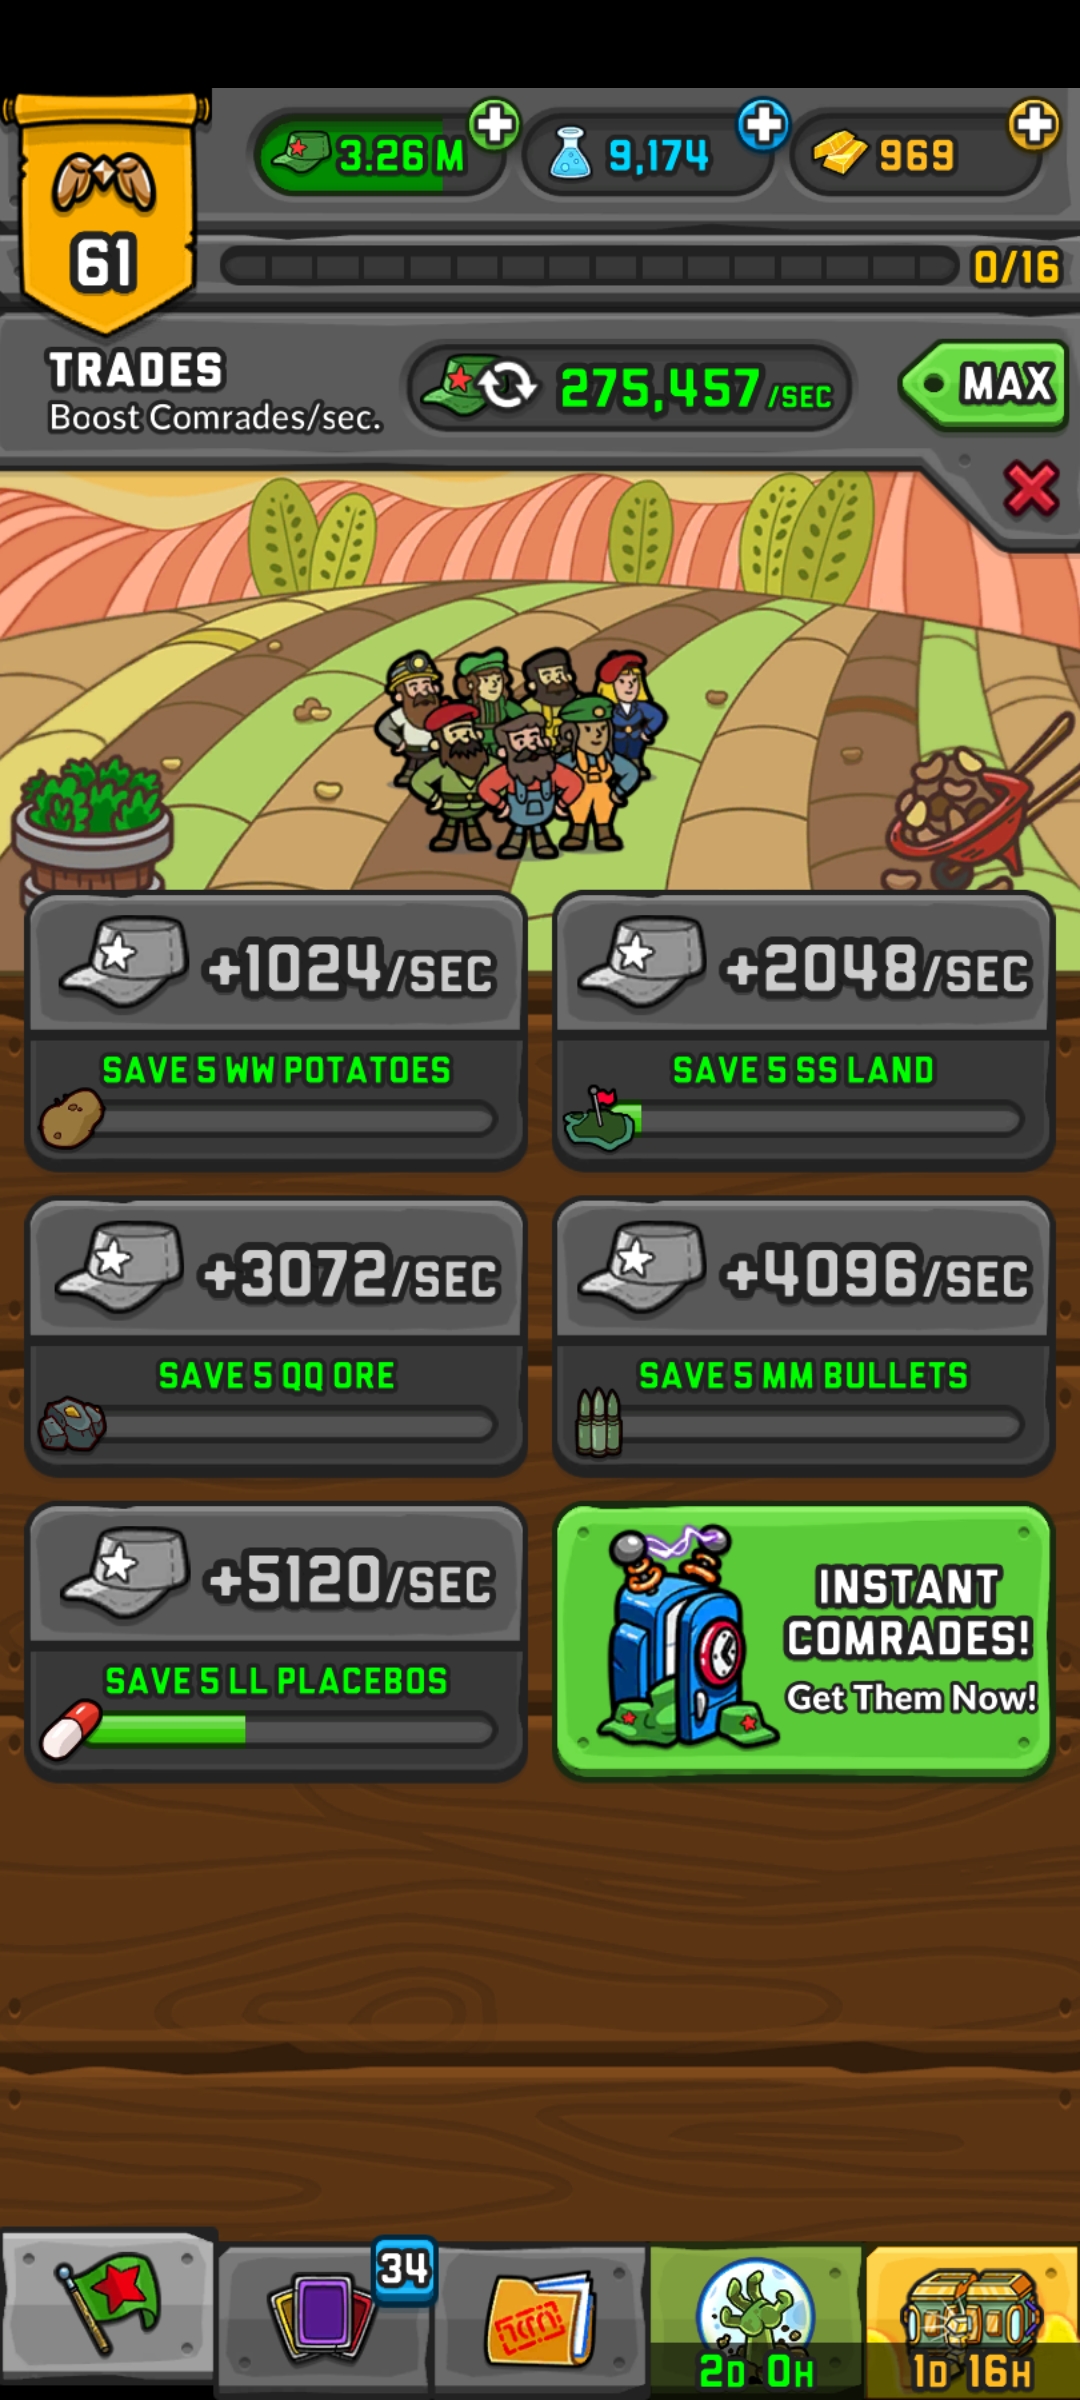 3.26 M
9,174
969
61
0/16
TRADES
Boost Comrades/sec.
275,457/SEC
MAX
+1024/SEC
SAVE 5 WW POTATOES
+2048/SEC
SAVE 5 SS LAND
+3072/SEC
SAVE 5 QQ ORE
+4096/SEC
SAVE 5 MM BULLETS
+5120/SEC
SAVE 5 LL PLACEBOS
INSTANT
COMRADES!
Get Them Now!
34
2D 0H
1D 16H